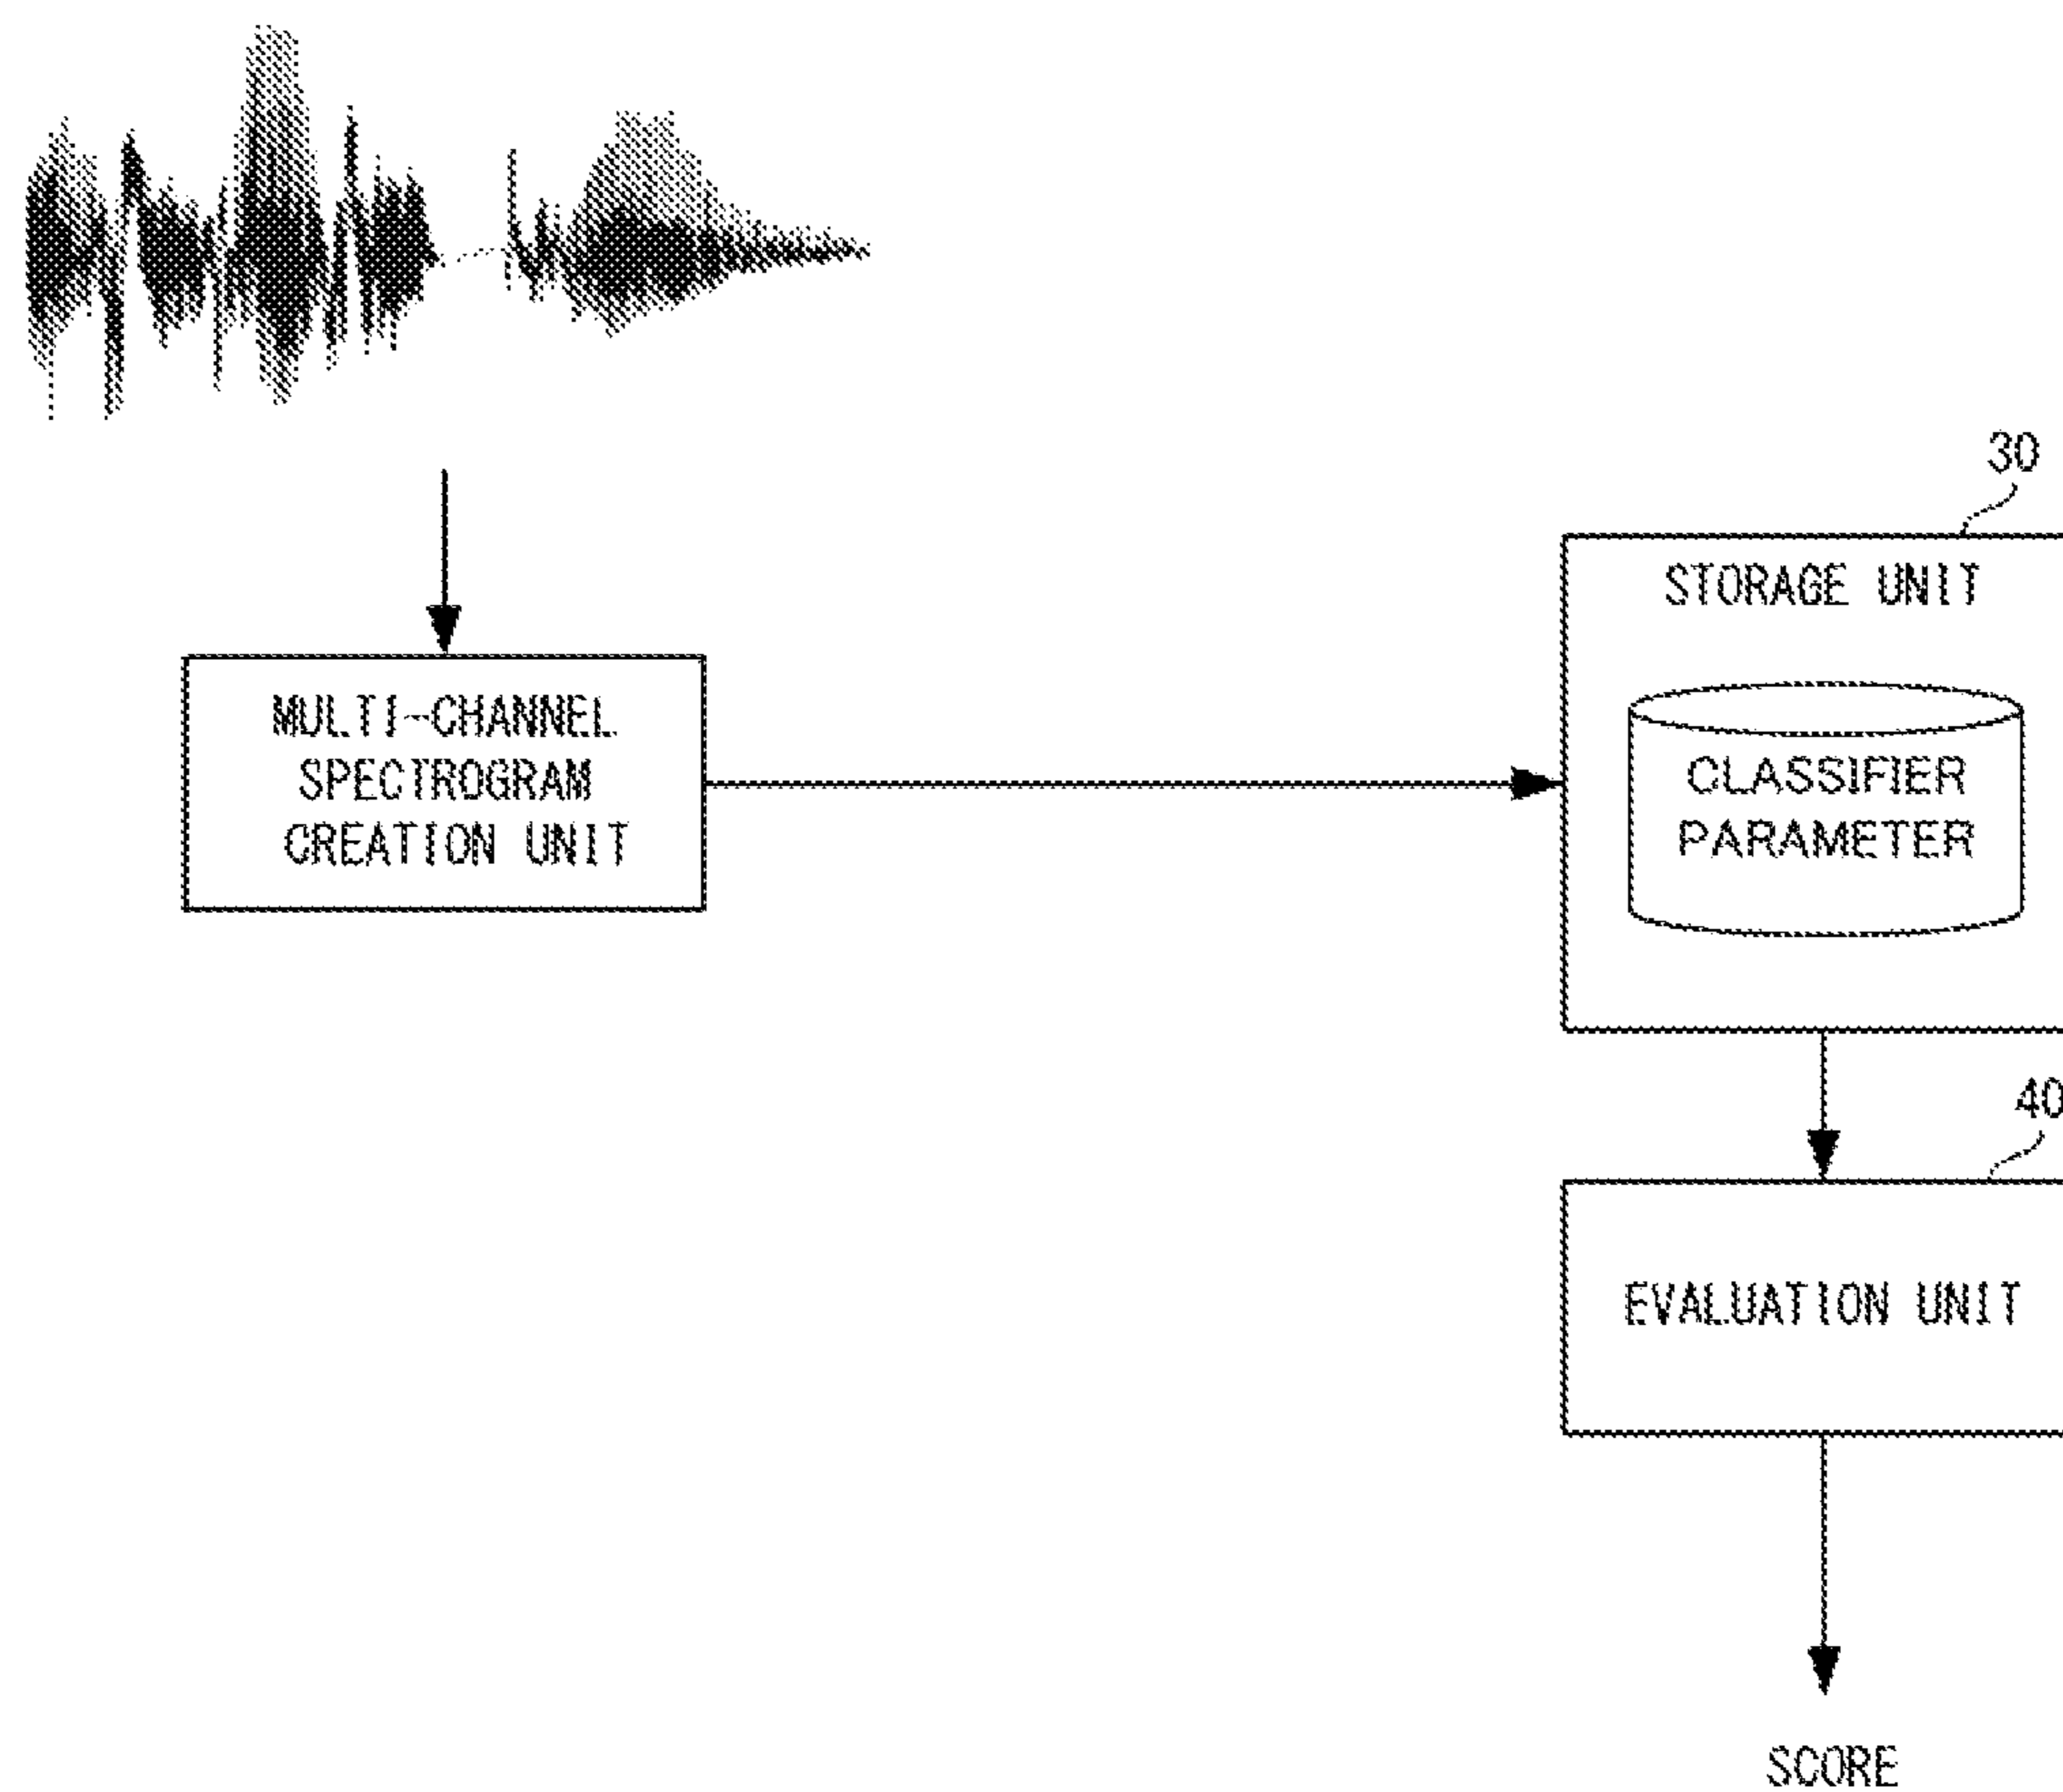 30
STORAGE UNIT
MULTI-CHANNEL
SPECTROGRAM
CREATION UNIT
CLASSIFIER
PARAMETER
40
EVALUATION UNIT
SCORE